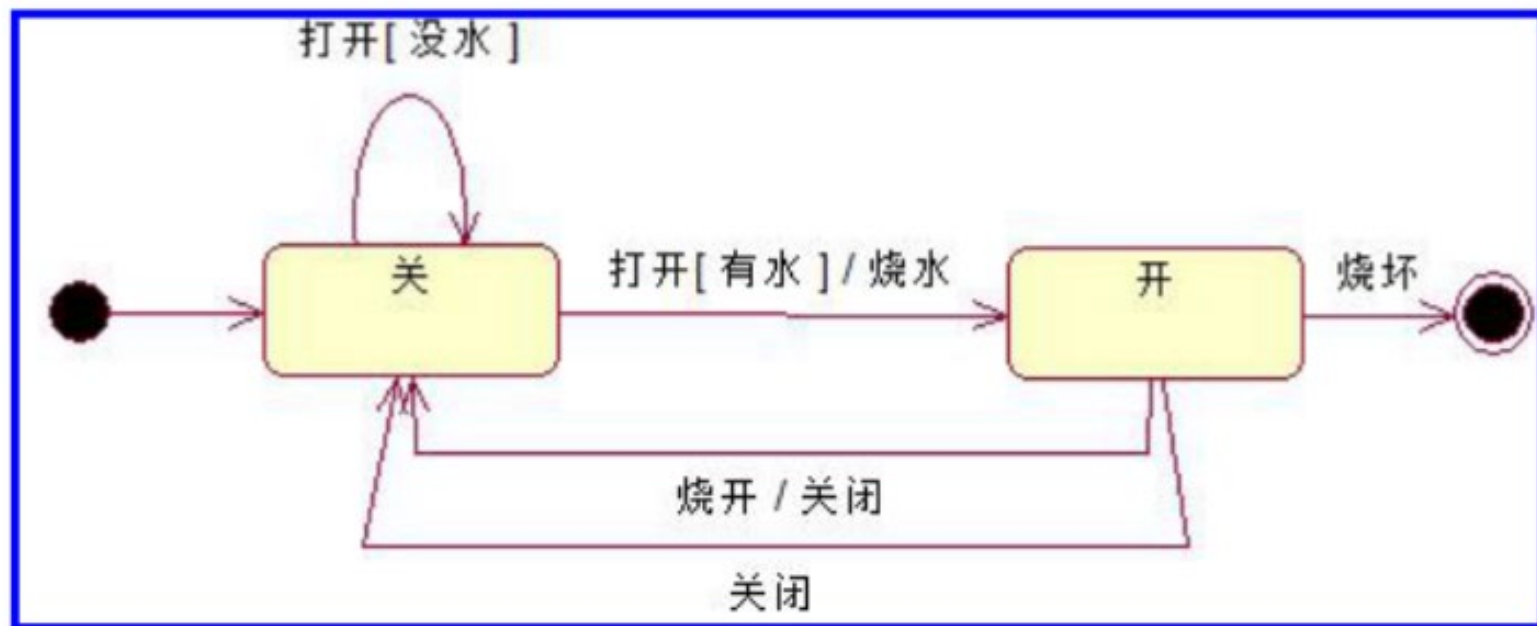 打开[ 没水 ]
关
打开[ 有水 ] / 烧水
开
烧坏
烧开 / 关闭
关闭